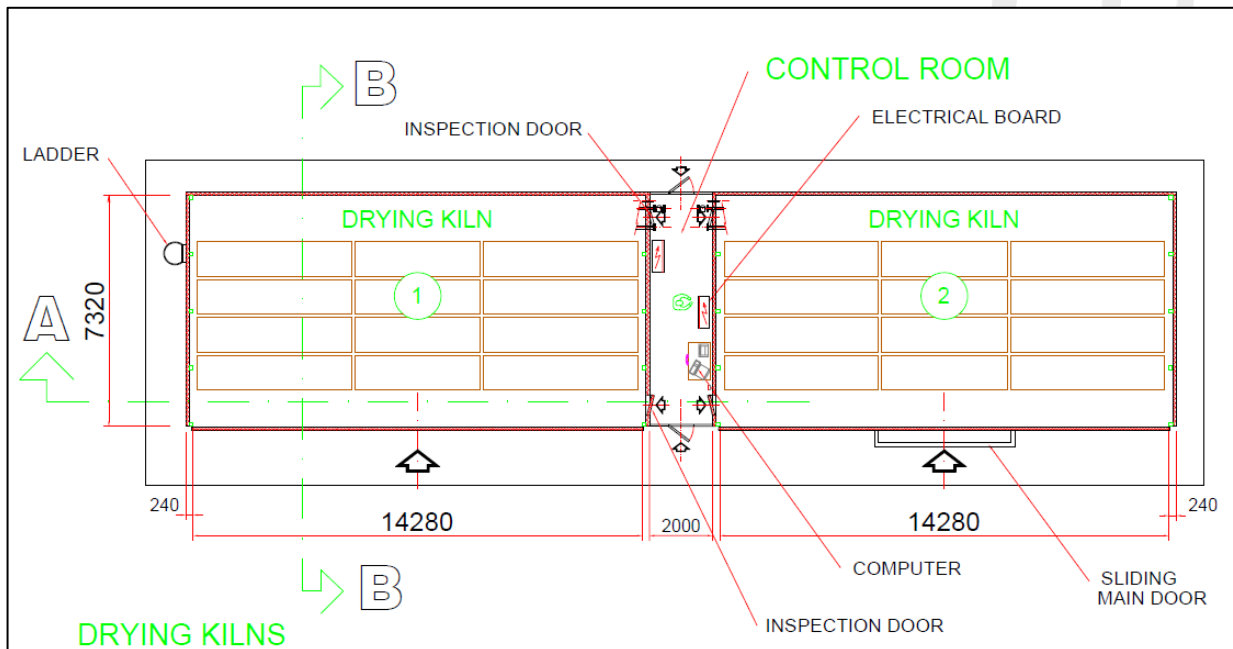 B
CONTROL ROOM
INSPECTION DOOR
ELECTRICAL BOARD
LADDER
DRYING KILN
DRYING KILN
1
2
A
7320
240
14280
2000
14280
240
B
COMPUTER
SLIDING
MAIN DOOR
INSPECTION DOOR
DRYING KILNS